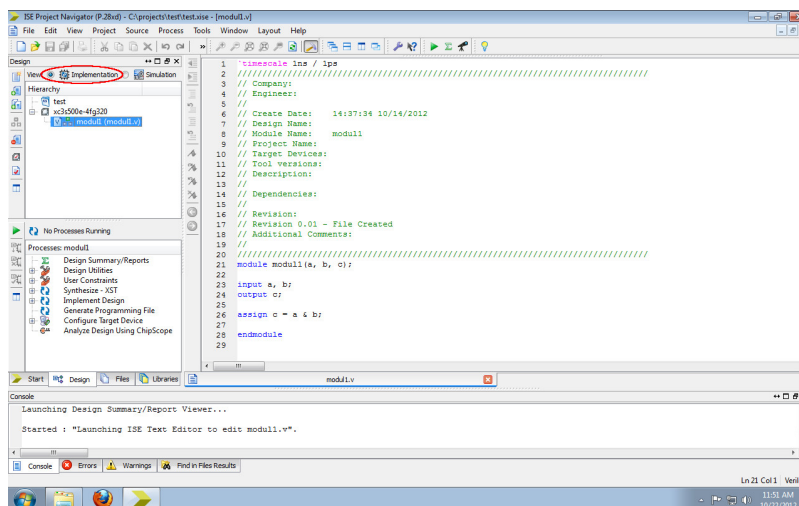 ISE Project Navigator (P.28xd) - C:\projects\test\test.xise - [modul1.v]
File Edit View Project Source Process Tools Window Layout Help
Design
View: Implementation Simulation
Hierarchy
test
xc3s500e-4fg320
modul1 (modul1.v)
No Processes Running
Processes: modul1
Design Summary/Reports
Design Utilities
User Constraints
Synthesize - XST
Implement Design
Generate Programming File
Configure Target Device
Analyze Design Using ChipScope
Start Design Files Libraries
1 `timescale 1ns / 1ps
2 //////////////////////////////////////////////////////////////////////////////////
3 // Company:
4 // Engineer:
5 //
6 // Create Date: 14:37:34 10/14/2012
7 // Design Name:
8 // Module Name: modul1
9 // Project Name:
10 // Target Devices:
11 // Tool versions:
12 // Description:
13 //
14 // Dependencies:
15 //
16 // Revision:
17 // Revision 0.01 - File Created
18 // Additional Comments:
19 //
20 //////////////////////////////////////////////////////////////////////////////////
21 module modul1(a, b, c);
22
23 input a, b;
24 output c;
25
26 assign c = a & b;
27
28 endmodule
29
modul1.v
Console
Launching Design Summary/Report Viewer...
Started : "Launching ISE Text Editor to edit modul1.v".
Console Errors Warnings Find in Files Results
Ln 21 Col 1 Veril
11:51 AM
10/22/2012